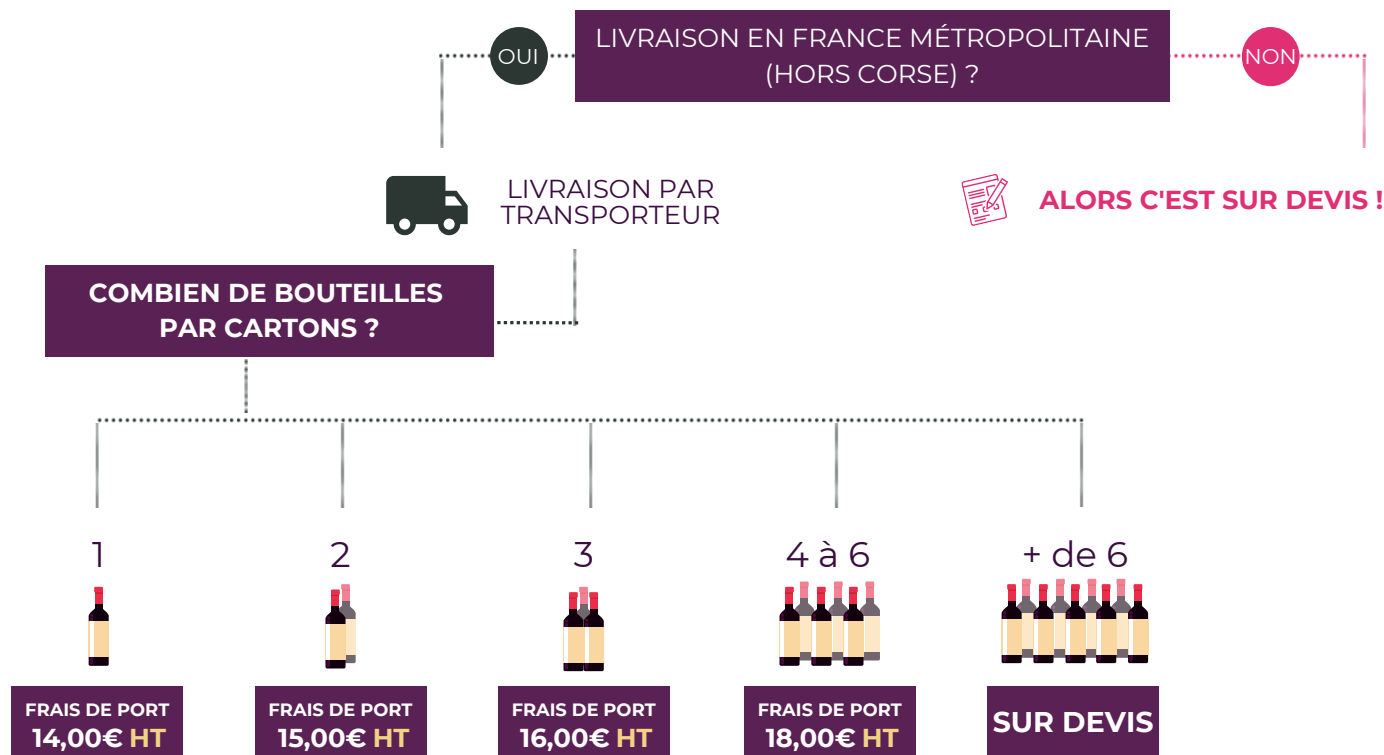 OUI
LIVRAISON EN FRANCE MÉTROPOLITAINE
(HORS CORSE) ?
NON
LIVRAISON PAR
TRANSPORTEUR
ALORS C'EST SUR DEVIS !
COMBIEN DE BOUTEILLES
PAR CARTONS ?
1
2
3
4 à 6
+ de 6
FRAIS DE PORT
14,00€ HT
FRAIS DE PORT
15,00€ HT
FRAIS DE PORT
16,00€ HT
FRAIS DE PORT
18,00€ HT
SUR DEVIS